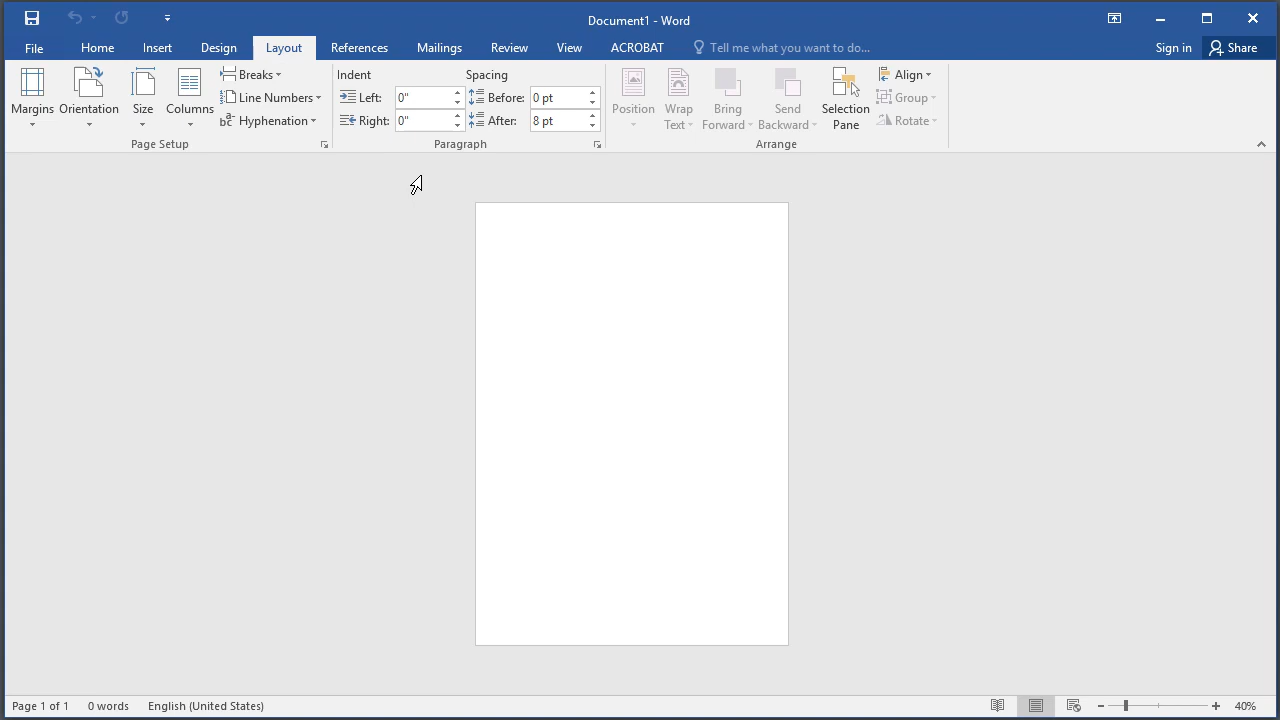 Document1 - Word
File Home Insert Design Layout References Mailings Review View ACROBAT Tell me what you want to do... Sign in Share
Margins Orientation Size Columns
Breaks
Line Numbers
Hyphenation
Page Setup
Indent Spacing
Left: 0" Before: 0 pt
Right: 0" After: 8 pt
Paragraph
Position
Wrap
Text
Bring
Forward
Send
Backward
Selection
Pane
Align
Group
Rotate
Arrange
Page 1 of 1 0 words English (United States) 40%